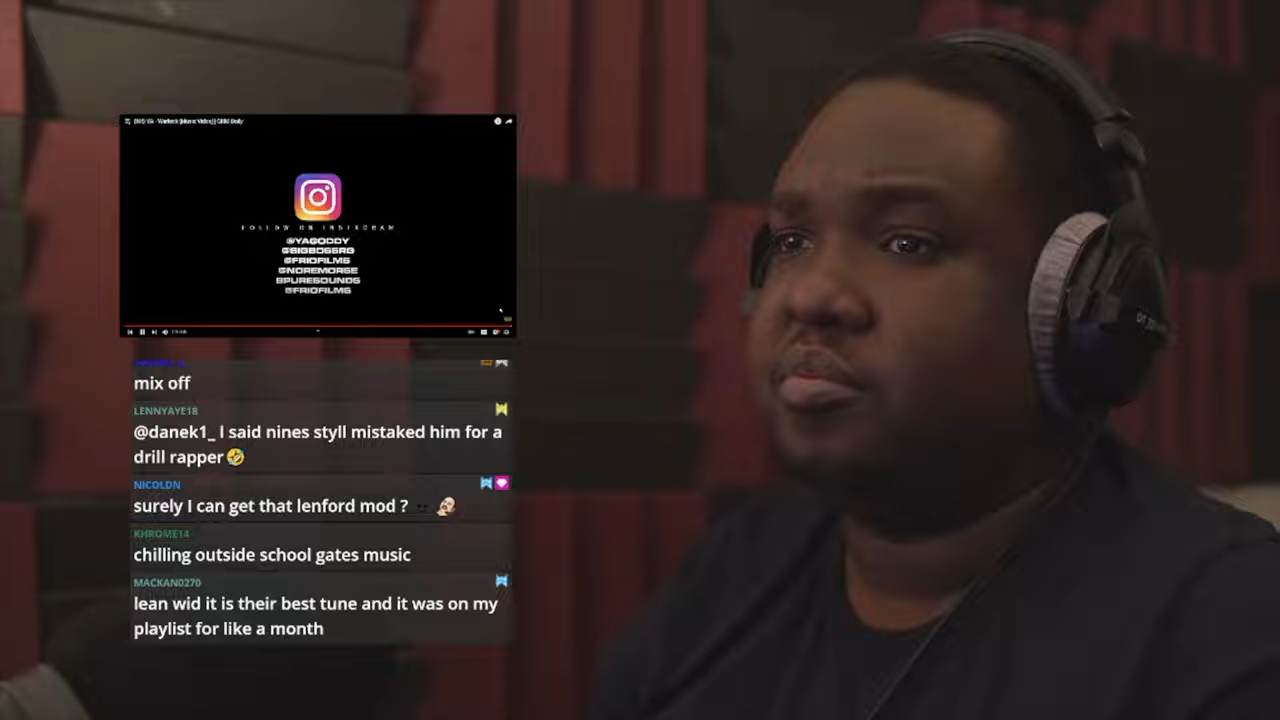 FOLLOW ON INSTAGRAM
@YAGODDY
@BIGBOSSRG
@FRIOFILMS
@NOREMORSE
@PURESOUNDS
@FRIOFILMS
mix off
LENNYAYE18
@danek1_ I said nines styll mistaked him for a
drill rapper🤣
NICOLDN
surely I can get that lenford mod ?
KHROME14
chilling outside school gates music
MACKAN0270
lean wid it is their best tune and it was on my
playlist for like a month